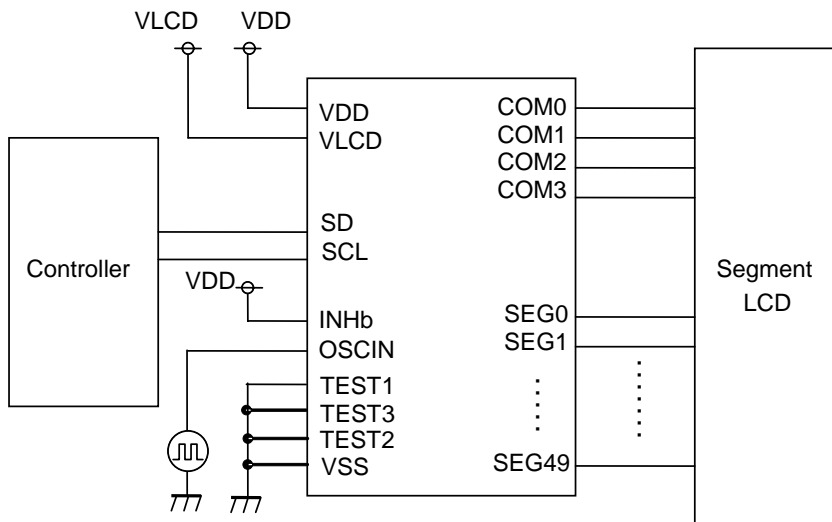 VLCD
VDD
VDD
VLCD
SD
SCL
VDD
INHb
OSCIN
TEST1
TEST3
TEST2
VSS
Controller
COM0
COM1
COM2
COM3
SEG0
SEG1
SEG49
Segment
LCD